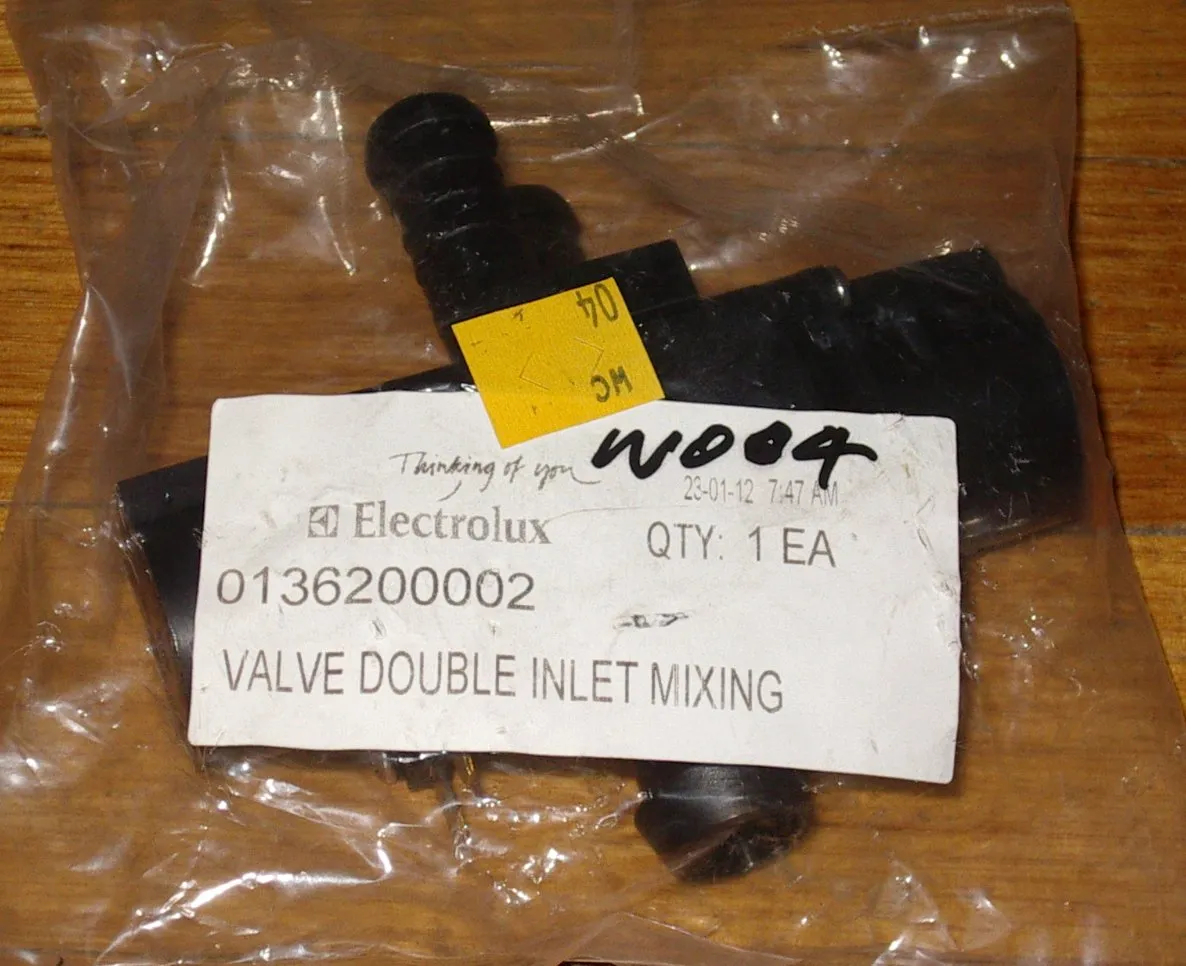 04
WC
W004
Thinking of you
23-01-12 7:47 AM
Electrolux
QTY: 1 EA
0136200002
VALVE DOUBLE INLET MIXING